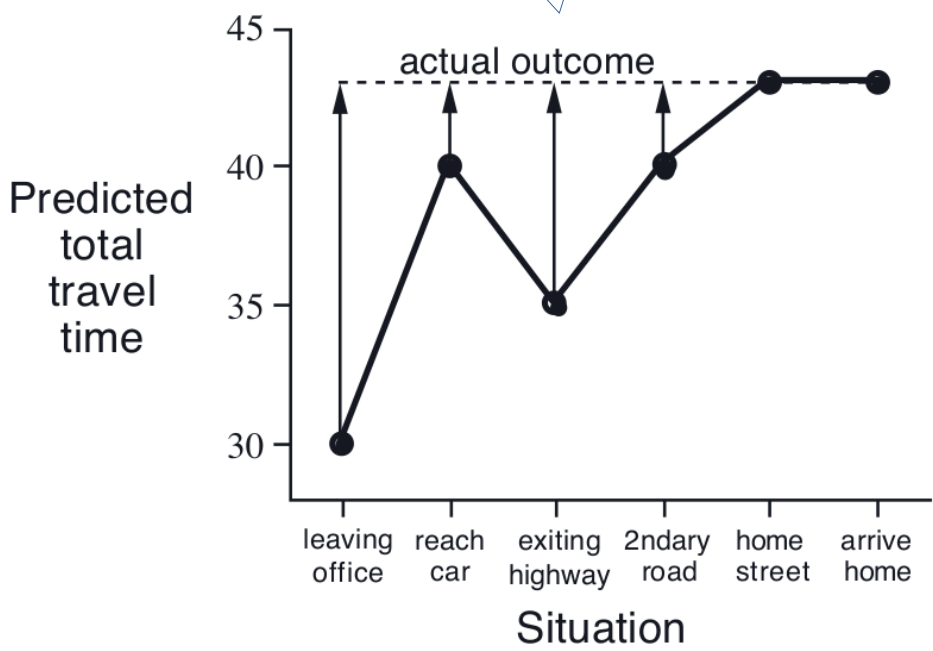 45
actual outcome
40
Predicted
total
travel
time
35
30
leaving
office
reach
car
exiting
highway
2ndary
road
home
street
arrive
home
Situation